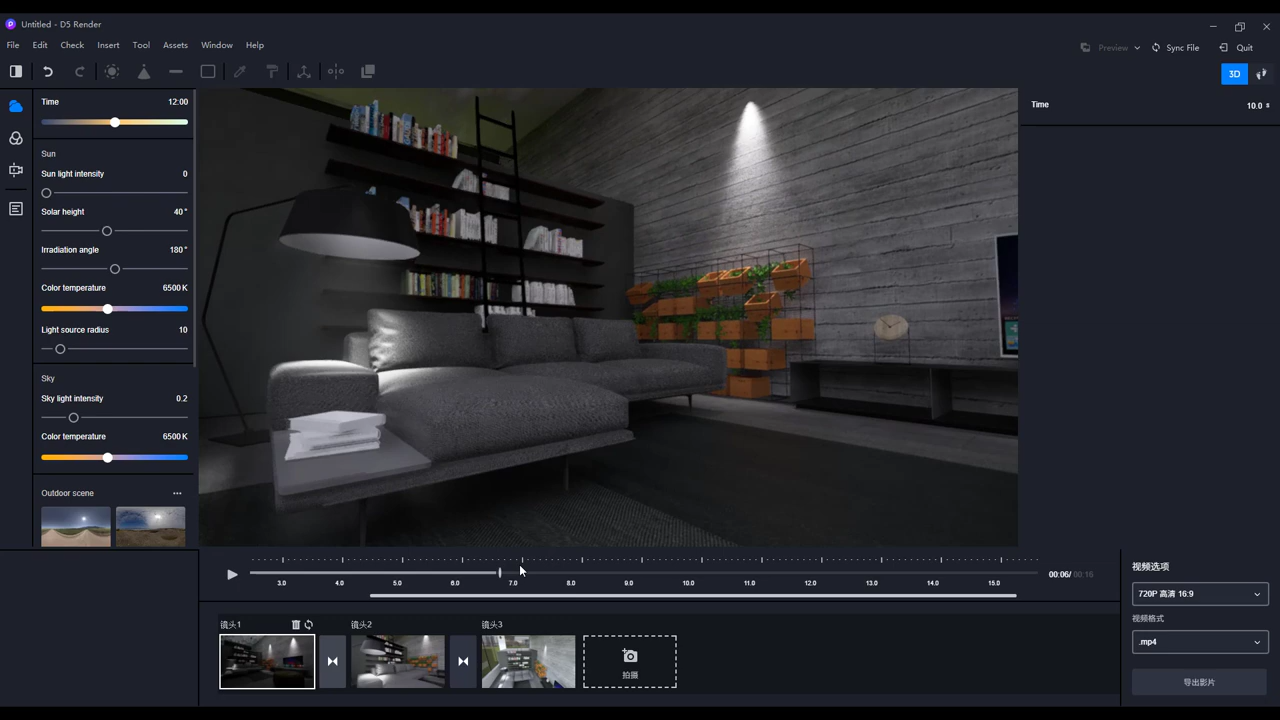 Untitled - D5 Render
File Edit Check Insert Tool Assets Window Help
Preview Sync File Quit
3D
Time 12:00
Time 10.0 s
Sun
Sun light intensity 0
Solar height 40°
Irradiation angle 180°
Color temperature 6500 K
Light source radius 10
Sky
Sky light intensity 0.2
Color temperature 6500 K
Outdoor scene
3.0 4.0 5.0 6.0 7.0 8.0 9.0 10.0 11.0 12.0 13.0 14.0 15.0
00:06/ 00:16
视频选项
720P 高清 16:9
视频格式
.mp4
导出影片
镜头1 镜头2 镜头3
拍摄